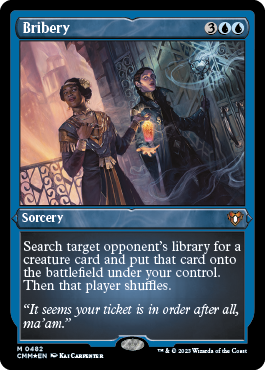 Bribery 3
Sorcery
Search target opponent's library for a
creature card and put that card onto
the battlefield under your control.
Then that player shuffles.
“It seems your ticket is in order after all,
ma'am.”
M 0482
CMM★EN KAI CARPENTER
™ & © 2023 Wizards of the Coast